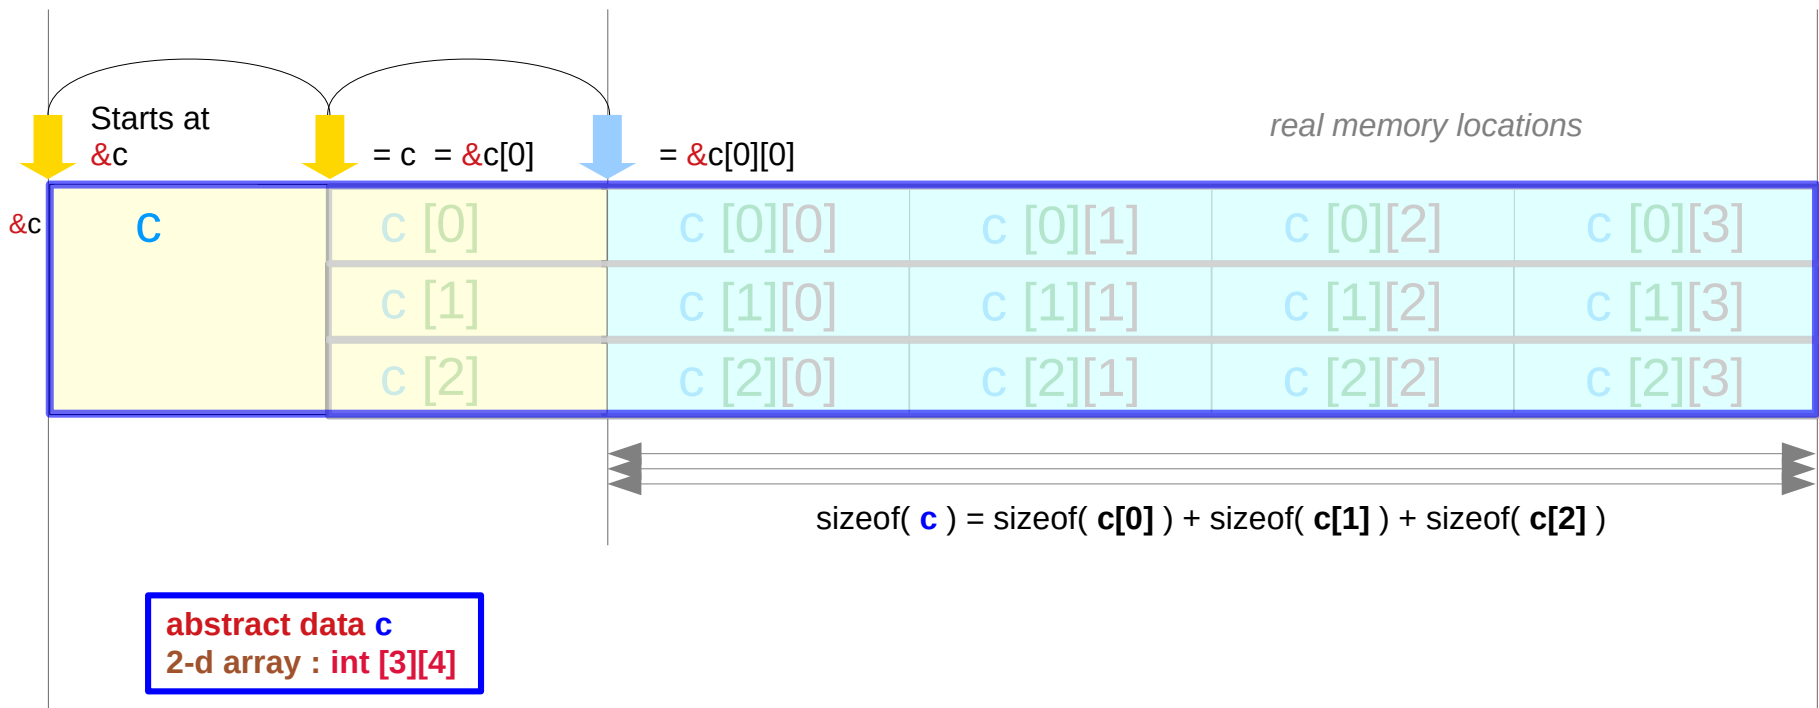 Starts at
&c
= c = &c[0]
= &c[0][0]
real memory locations
&c
c
c [0]
c [0][0]
c [0][1]
c [0][2]
c [0][3]
c [1]
c [1][0]
c [1][1]
c [1][2]
c [1][3]
c [2]
c [2][0]
c [2][1]
c [2][2]
c [2][3]
sizeof( c ) = sizeof( c[0] ) + sizeof( c[1] ) + sizeof( c[2] )
abstract data c
2-d array : int [3][4]